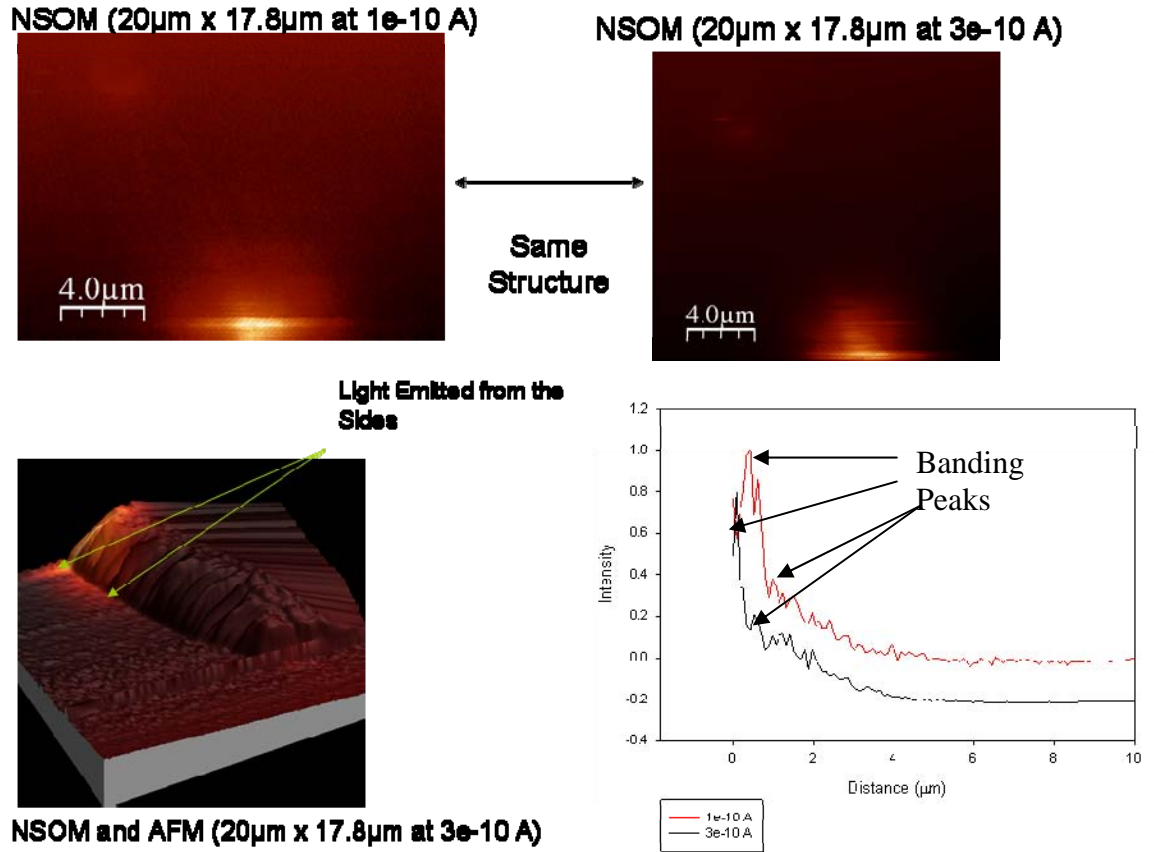 NSOM (20µm x 17.8µm at 1e-10 A)
NSOM (20µm x 17.8µm at 3e-10 A)
4.0µm
Same
Structure
4.0µm
Light Emitted from the
Sides
NSOM and AFM (20µm x 17.8µm at 3e-10 A)
1.2
1.0
0.8
0.6
0.4
0.2
0.0
-0.2
-0.4
Intensity
Banding
Peaks
0 2 4 6 8 10
Distance (µm)
1e-10 A
3e-10 A